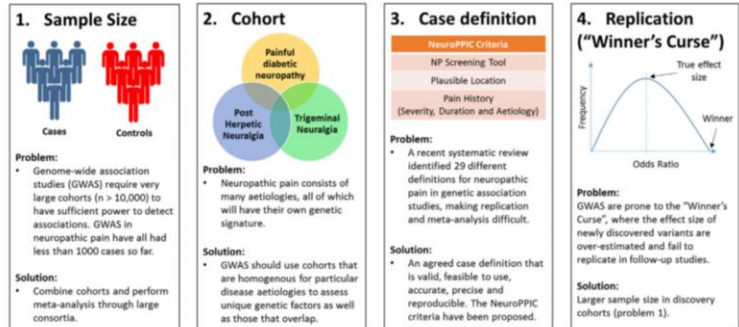 1. Sample Size
Cases
Controls
Problem:
• Genome-wide association
studies (GWAS) require very
large cohorts (n > 10,000) to
have sufficient power to detect
associations. GWAS in
neuropathic pain have all had
less than 1000 cases so far.
Solution:
• Combine cohorts and perform
meta-analysis through large
consortia.
2. Cohort
Painful
diabetic
neuropathy
Post
Herpetic
Neuralgia
Trigeminal
Neuralgia
Problem:
• Neuropathic pain consists of
many aetiologies, all of which
will have their own genetic
signature.
Solution:
• GWAS should use cohorts that
are homogenous for particular
disease aetiologies to assess
unique genetic factors as well
as those that overlap.
3. Case definition
NeuroPPIC Criteria
NP Screening Tool
Plausible Location
Pain History
(Severity, Duration and Aetiology)
Problem:
• A recent systematic review
identified 29 different
definitions for neuropathic
pain in genetic association
studies, making replication
and meta-analysis difficult.
Solution:
• An agreed case definition that
is valid, feasible to use,
accurate, precise and
reproducible. The NeuroPPIC
criteria have been proposed.
4. Replication
("Winner's Curse")
True effect
size
Frequency
Winner
Odds Ratio
Problem:
GWAS are prone to the "Winner's
Curse", where the effect size of
newly discovered variants are
over-estimated and fail to
replicate in follow-up studies.
Solution:
Larger sample size in discovery
cohorts (problem 1).